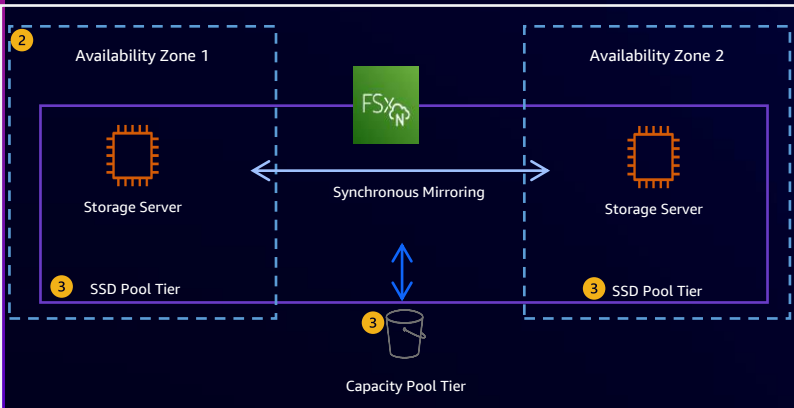 2
Availability Zone 1
Availability Zone 2
FSx
N
Storage Server
Synchronous Mirroring
Storage Server
3 SSD Pool Tier
3 SSD Pool Tier
3
Capacity Pool Tier